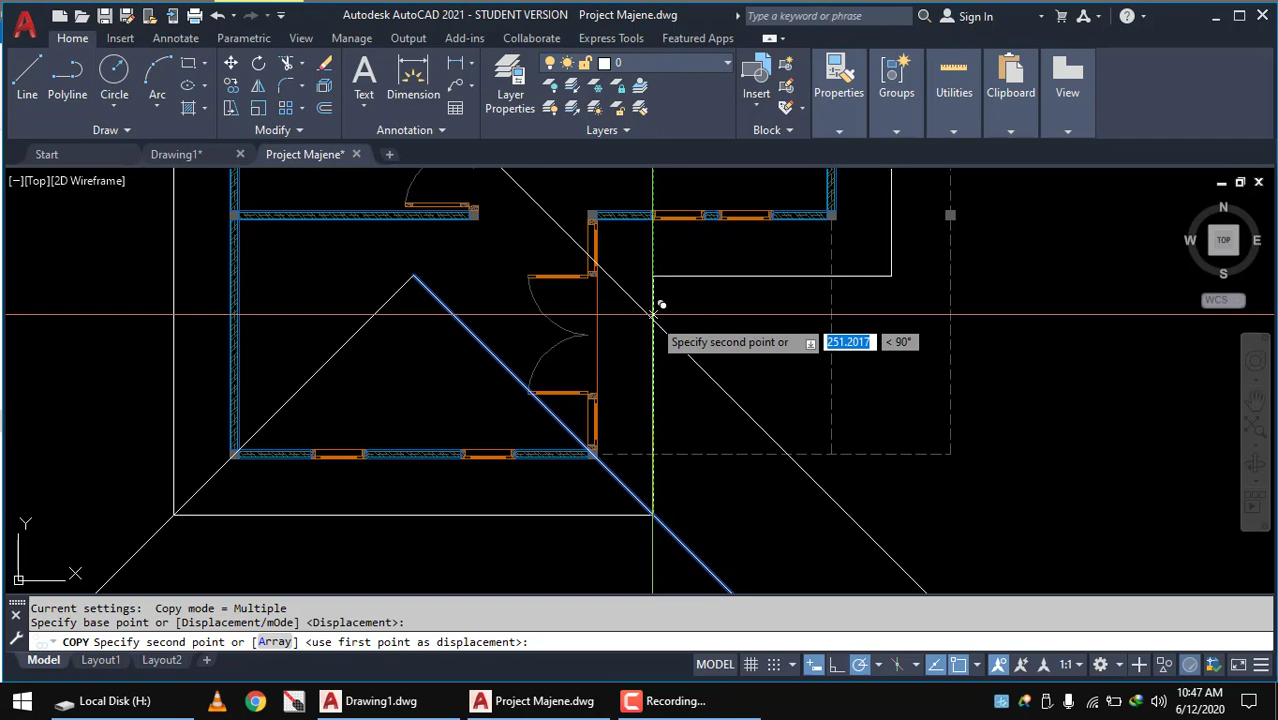 Autodesk AutoCAD 2021 - STUDENT VERSION Project Majene.dwg
Type a keyword or phrase
Sign In
Home Insert Annotate Parametric View Manage Output Add-ins Collaborate Express Tools Featured Apps
0
Line Polyline Circle Arc
Text Dimension
Layer Properties
Insert
Properties Groups Utilities Clipboard View
Draw Modify Annotation Layers Block
Start Drawing1* Project Majene*
[−][Top][2D Wireframe]
N
W TOP E
S
WCS
Specify second point or 251.2017 < 90°
Y
X
Current settings: Copy mode = Multiple
Specify base point or [Displacement/mOde] <Displacement>:
COPY Specify second point or [Array] <use first point as displacement>:
Model Layout1 Layout2
MODEL 1:1
Local Disk (H:) Drawing1.dwg Project Majene.dwg Recording...
10:47 AM
6/12/2020